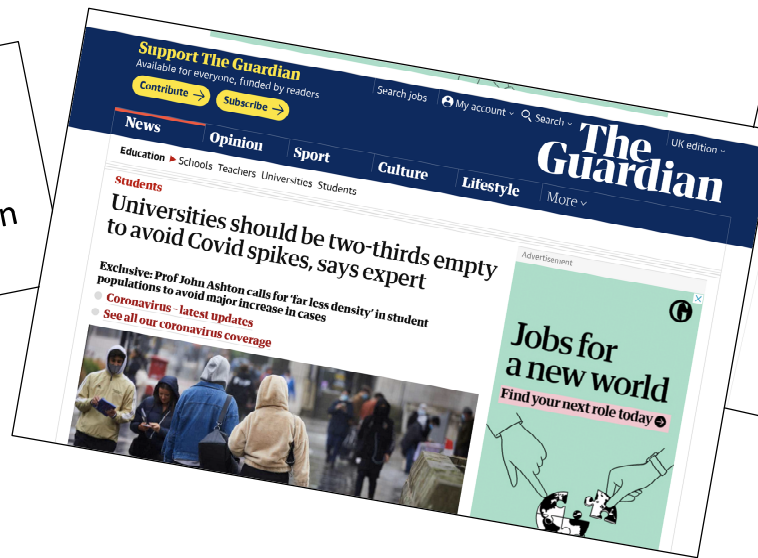 n
Support The Guardian
Available for everyone, funded by readers
Contribute →
Subscribe →
Search jobs
My account
Search
UK edition
The
Guardian
News
Opinion
Sport
Culture
Lifestyle
More
Education
Schools
Teachers
Universities
Students
Students
Universities should be two-thirds empty
to avoid Covid spikes, says expert
Exclusive: Prof John Ashton calls for ‘far less density’ in student
populations to avoid major increase in cases
Coronavirus - latest updates
See all our coronavirus coverage
Advertisement
G
Jobs for
a new world
Find your next role today